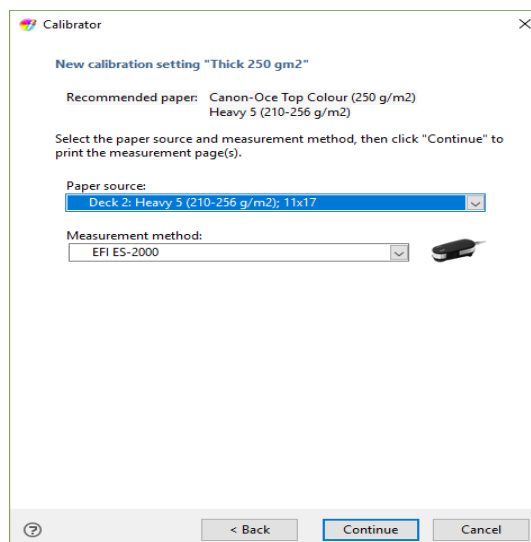 Calibrator
New calibration setting "Thick 250 gm2"
Recommended paper: Canon-Oce Top Colour (250 g/m2)
Heavy 5 (210-256 g/m2)
Select the paper source and measurement method, then click "Continue" to
print the measurement page(s).
Paper source:
Deck 2: Heavy 5 (210-256 g/m2); 11x17
Measurement method:
EFI ES-2000
? < Back Continue Cancel